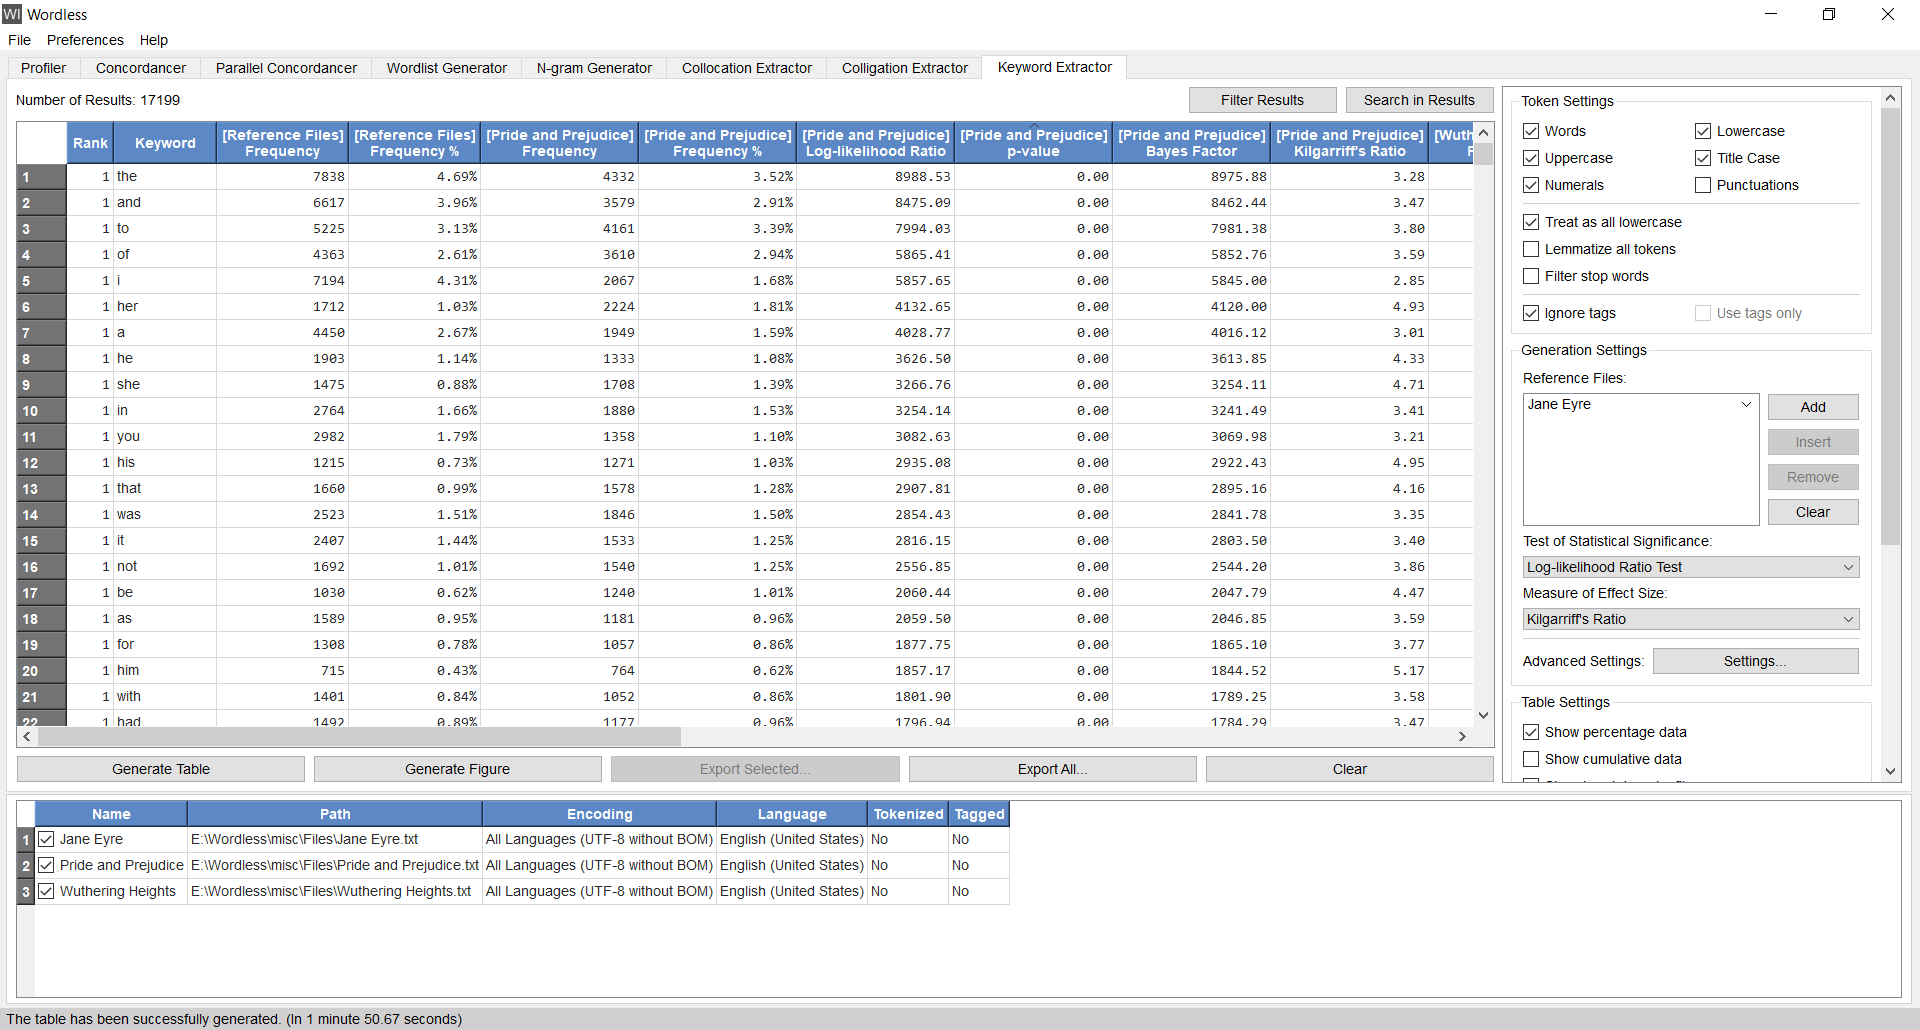 WI Wordless
File Preferences Help
Profiler Concordancer Parallel Concordancer Wordlist Generator N-gram Generator Collocation Extractor Colligation Extractor Keyword Extractor
Number of Results: 17199 Filter Results Search in Results
Rank Keyword [Reference Files] Frequency [Reference Files] Frequency % [Pride and Prejudice] Frequency [Pride and Prejudice] Frequency % [Pride and Prejudice] Log-likelihood Ratio [Pride and Prejudice] p-value [Pride and Prejudice] Bayes Factor [Pride and Prejudice] Kilgarriff's Ratio
1 1 the 7838 4.69% 4332 3.52% 8988.53 0.00 8975.88 3.28
2 1 and 6617 3.96% 3579 2.91% 8475.09 0.00 8462.44 3.47
3 1 to 5225 3.13% 4161 3.39% 7994.03 0.00 7981.38 3.80
4 1 of 4363 2.61% 3610 2.94% 5865.41 0.00 5852.76 3.59
5 1 i 7194 4.31% 2067 1.68% 5857.65 0.00 5845.00 2.85
6 1 her 1712 1.03% 2224 1.81% 4132.65 0.00 4120.00 4.93
7 1 a 4450 2.67% 1949 1.59% 4028.77 0.00 4016.12 3.01
8 1 he 1903 1.14% 1333 1.08% 3626.50 0.00 3613.85 4.33
9 1 she 1475 0.88% 1708 1.39% 3266.76 0.00 3254.11 4.71
10 1 in 2764 1.66% 1880 1.53% 3254.14 0.00 3241.49 3.41
11 1 you 2982 1.79% 1358 1.10% 3082.63 0.00 3069.98 3.21
12 1 his 1215 0.73% 1271 1.03% 2935.08 0.00 2922.43 4.95
13 1 that 1660 0.99% 1578 1.28% 2907.81 0.00 2895.16 4.16
14 1 was 2523 1.51% 1846 1.50% 2854.43 0.00 2841.78 3.35
15 1 it 2407 1.44% 1533 1.25% 2816.15 0.00 2803.50 3.40
16 1 not 1692 1.01% 1540 1.25% 2556.85 0.00 2544.20 3.86
17 1 be 1030 0.62% 1240 1.01% 2060.44 0.00 2047.79 4.47
18 1 as 1589 0.95% 1181 0.96% 2059.50 0.00 2046.85 3.59
19 1 for 1308 0.78% 1057 0.86% 1877.75 0.00 1865.10 3.77
20 1 him 715 0.43% 764 0.62% 1857.17 0.00 1844.52 5.17
21 1 with 1401 0.84% 1052 0.86% 1801.90 0.00 1789.25 3.58
22 1 had 1492 0.89% 1177 0.96% 1796.94 0.00 1784.29 3.47
Generate Table Generate Figure Export Selected... Export All... Clear
Token Settings
Words Lowercase
Uppercase Title Case
Numerals Punctuations
Treat as all lowercase
Lemmatize all tokens
Filter stop words
Ignore tags Use tags only
Generation Settings
Reference Files:
Jane Eyre Add
Insert
Remove
Clear
Test of Statistical Significance:
Log-likelihood Ratio Test
Measure of Effect Size:
Kilgarriff's Ratio
Advanced Settings: Settings...
Table Settings
Show percentage data
Show cumulative data
Name Path Encoding Language Tokenized Tagged
1 Jane Eyre E:\Wordless\misc\Files\Jane Eyre.txt All Languages (UTF-8 without BOM) English (United States) No No
2 Pride and Prejudice E:\Wordless\misc\Files\Pride and Prejudice.txt All Languages (UTF-8 without BOM) English (United States) No No
3 Wuthering Heights E:\Wordless\misc\Files\Wuthering Heights.txt All Languages (UTF-8 without BOM) English (United States) No No
The table has been successfully generated. (In 1 minute 50.67 seconds)